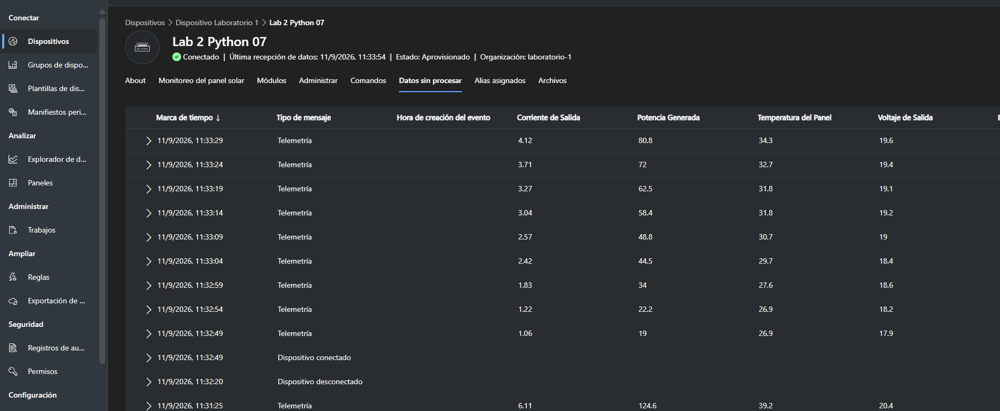 Conectar
Dispositivos
Grupos de dispo...
Plantillas de dis...
Manifiestos peri...
Analizar
Explorador de d...
Paneles
Administrar
Trabajos
Ampliar
Reglas
Exportación de ...
Seguridad
Registros de au...
Permisos
Configuración
Dispositivos > Dispositivo Laboratorio 1 > Lab 2 Python 07
Lab 2 Python 07
Conectado | Última recepción de datos: 11/9/2026, 11:33:54 | Estado: Aprovisionado | Organización: laboratorio-1
About Monitoreo del panel solar Módulos Administrar Comandos Datos sin procesar Alias asignados Archivos
Marca de tiempo ↓ Tipo de mensaje Hora de creación del evento Corriente de Salida Potencia Generada Temperatura del Panel Voltaje de Salida
11/9/2026, 11:33:29 Telemetría 4.12 80.8 34.3 19.6
11/9/2026, 11:33:24 Telemetría 3.71 72 32.7 19.4
11/9/2026, 11:33:19 Telemetría 3.27 62.5 31.8 19.1
11/9/2026, 11:33:14 Telemetría 3.04 58.4 31.8 19.2
11/9/2026, 11:33:09 Telemetría 2.57 48.8 30.7 19
11/9/2026, 11:33:04 Telemetría 2.42 44.5 29.7 18.4
11/9/2026, 11:32:59 Telemetría 1.83 34 27.6 18.6
11/9/2026, 11:32:54 Telemetría 1.22 22.2 26.9 18.2
11/9/2026, 11:32:49 Telemetría 1.06 19 26.9 17.9
11/9/2026, 11:32:49 Dispositivo conectado
11/9/2026, 11:32:20 Dispositivo desconectado
11/9/2026, 11:31:25 Telemetría 6.11 124.6 39.2 20.4